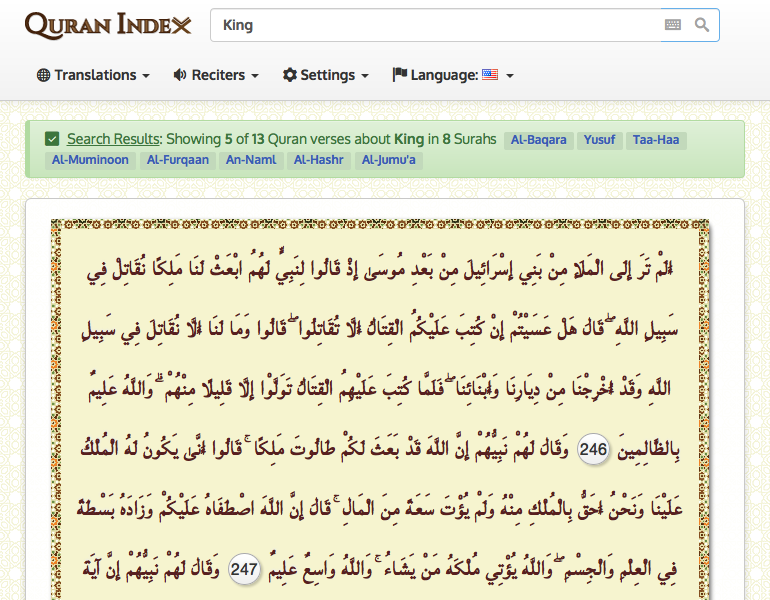 QURAN INDEX
King
Translations Reciters Settings Language:
Search Results: Showing 5 of 13 Quran verses about King in 8 Surahs Al-Baqara Yusuf Taa-Haa
Al-Muminoon Al-Furqaan An-Naml Al-Hashr Al-Jumu'a
أَلَمْ تَرَ إِلَى الْمَلَإِ مِنْ بَنِي إِسْرَائِيلَ مِنْ بَعْدِ مُوسَىٰ إِذْ قَالُوا لِنَبِيٍّ لَهُمُ ابْعَثْ لَنَا مَلِكًا نُقَاتِلْ فِي
سَبِيلِ اللَّهِ ۖ قَالَ هَلْ عَسَيْتُمْ إِنْ كُتِبَ عَلَيْكُمُ الْقِتَالُ أَلَّا تُقَاتِلُوا ۖ قَالُوا وَمَا لَنَا أَلَّا نُقَاتِلَ فِي سَبِيلِ
اللَّهِ وَقَدْ أُخْرِجْنَا مِنْ دِيَارِنَا وَأَبْنَائِنَا ۖ فَلَمَّا كُتِبَ عَلَيْهِمُ الْقِتَالُ تَوَلَّوْا إِلَّا قَلِيلًا مِنْهُمْ ۗ وَاللَّهُ عَلِيمٌ
بِالظَّالِمِينَ 246 وَقَالَ لَهُمْ نَبِيُّهُمْ إِنَّ اللَّهَ قَدْ بَعَثَ لَكُمْ طَالُوتَ مَلِكًا ۚ قَالُوا أَنَّىٰ يَكُونُ لَهُ الْمُلْكُ
عَلَيْنَا وَنَحْنُ أَحَقُّ بِالْمُلْكِ مِنْهُ وَلَمْ يُؤْتَ سَعَةً مِنَ الْمَالِ ۚ قَالَ إِنَّ اللَّهَ اصْطَفَاهُ عَلَيْكُمْ وَزَادَهُ بَسْطَةً
فِي الْعِلْمِ وَالْجِسْمِ ۖ وَاللَّهُ يُؤْتِي مُلْكَهُ مَنْ يَشَاءُ ۚ وَاللَّهُ وَاسِعٌ عَلِيمٌ 247 وَقَالَ لَهُمْ نَبِيُّهُمْ إِنَّ آيَةَ